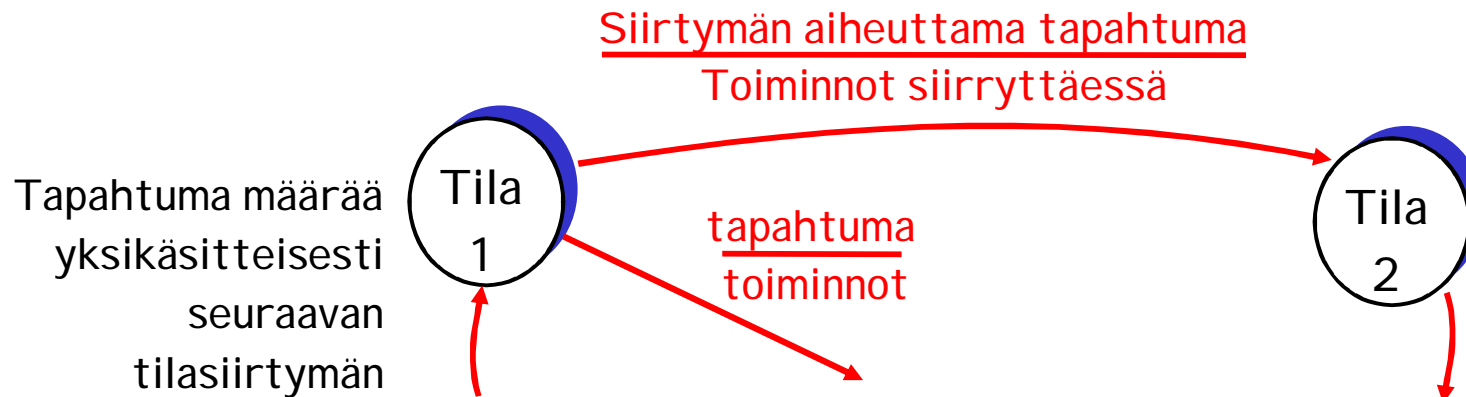 Siirtymän aiheuttama tapahtuma
Toiminnot siirryttäessä
Tapahtuma määrää
yksikäsitteisesti
seuraavan
tilasiirtymän
Tila
1
tapahtuma
toiminnot
Tila
2